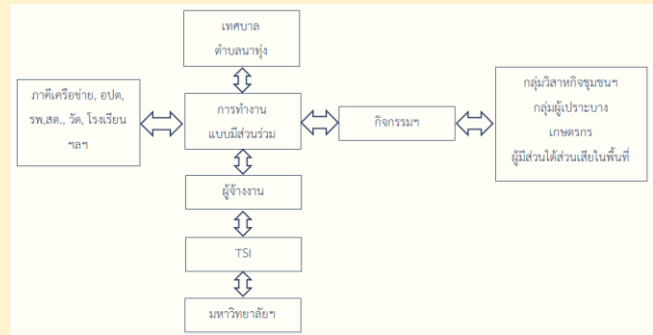 เทศบาล
ตำบลนาทุ่ง
ภาคีเครือข่าย, อปต,
รพ,สต., วัด, โรงเรียน
ฯลฯ
การทำงาน
แบบมีส่วนร่วม
กิจกรรมฯ
กลุ่มวิสาหกิจชุมชนฯ
กลุ่มผู้เปราะบาง
เกษตรกร
ผู้มีส่วนได้ส่วนเสียในพื้นที่
ผู้จ้างงาน
TSI
มหาวิทยาลัยฯ